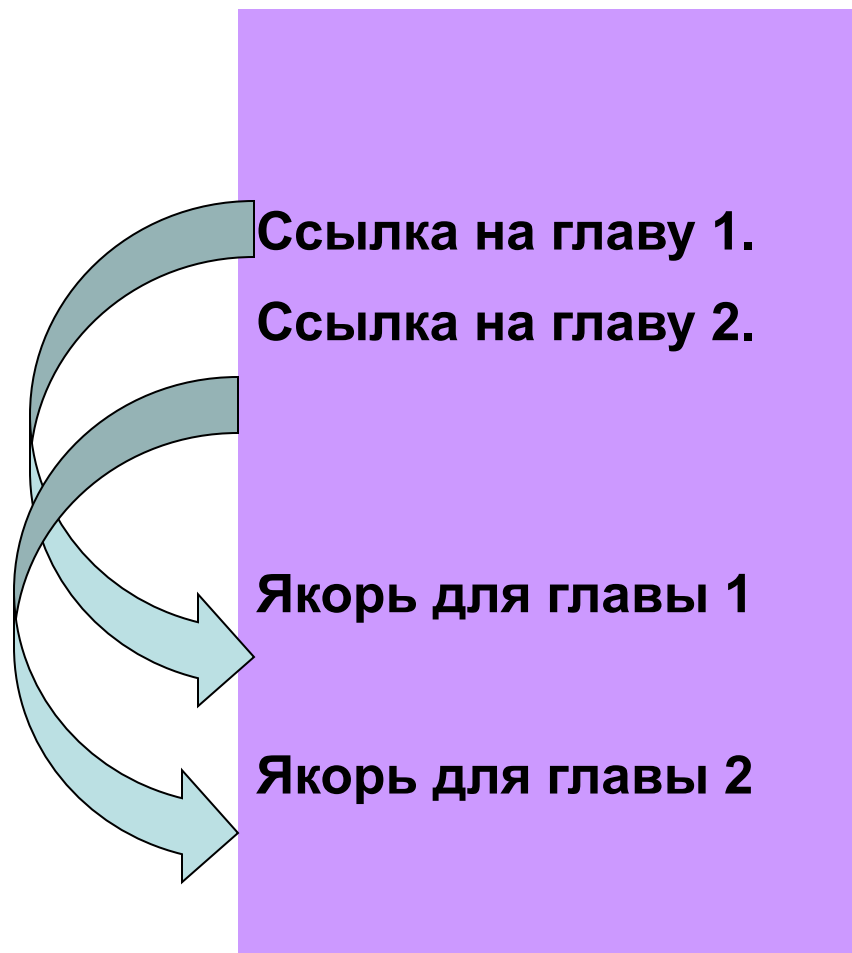 Ссылка на главу 1.
Ссылка на главу 2.
Якорь для главы 1
Якорь для главы 2